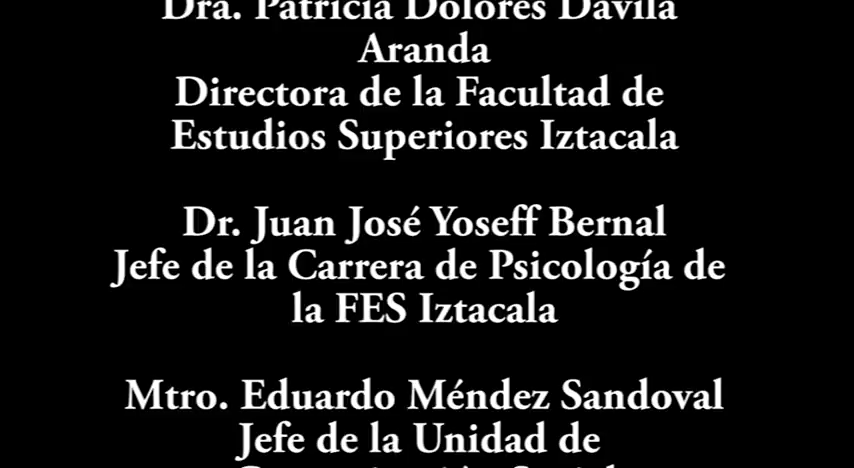 Dra. Patricia Dolores Dávila
Aranda
Directora de la Facultad de
Estudios Superiores Iztacala
Dr. Juan José Yoseff Bernal
Jefe de la Carrera de Psicología de
la FES Iztacala
Mtro. Eduardo Méndez Sandoval
Jefe de la Unidad de